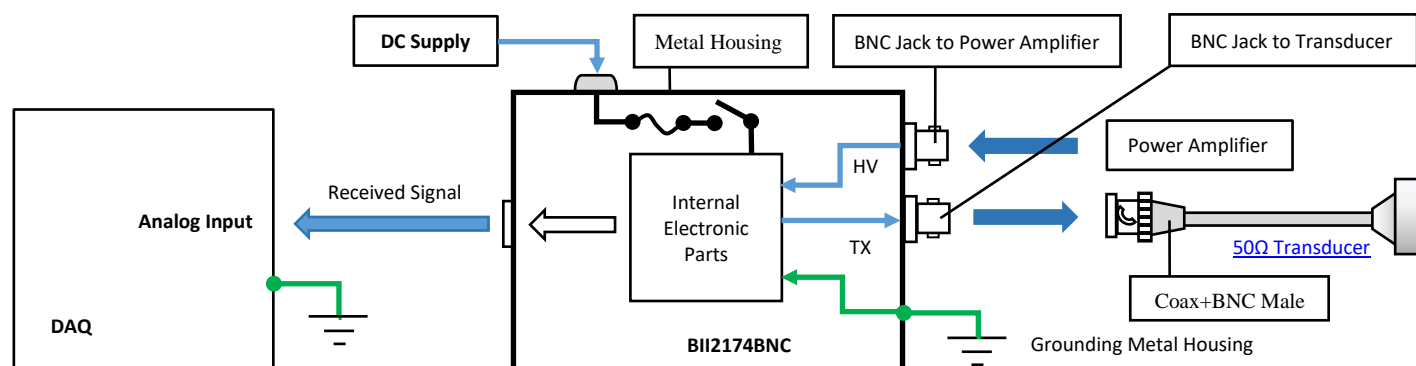 DC Supply
Metal Housing
BNC Jack to Power Amplifier
BNC Jack to Transducer
Power Amplifier
HV
Received Signal
Internal
Electronic
Parts
Analog Input
TX
50Ω Transducer
Coax+BNC Male
DAQ
BII2174BNC
Grounding Metal Housing